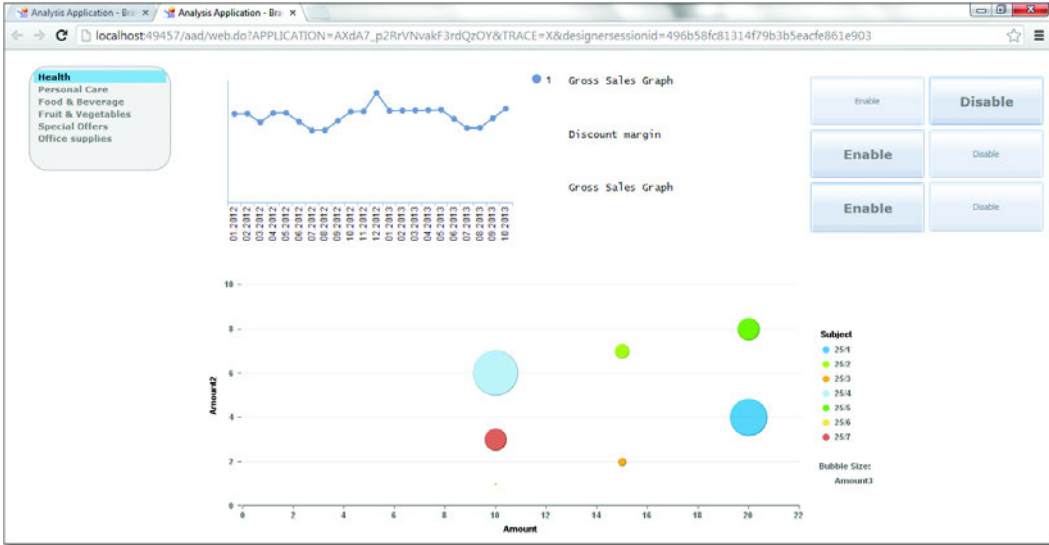 Analysis Application - Bra
Analysis Application - Bra
localhost:49457/aad/web.do?APPLICATION=AXdA7_p2RrVNvakF3rdQzOY&TRACE=X&designersessionid=496b58fc81314f79b3b5eacfe861e903
Health
Personal Care
Food & Beverage
Fruit & Vegetables
Special Offers
Office supplies
01 2012
02 2012
03 2012
04 2012
05 2012
06 2012
07 2012
08 2012
09 2012
10 2012
11 2012
12 2012
01 2013
02 2013
03 2013
04 2013
05 2013
06 2013
07 2013
08 2013
09 2013
10 2013
1
Gross Sales Graph
Discount margin
Gross Sales Graph
Enable
Disable
Enable
Disable
Enable
Disable
10
8
6
4
2
0
Amount2
0 2 4 6 8 10 12 14 16 18 20 22
Amount
Subject
25/1
25/2
25/3
25/4
25/5
25/6
25/7
Bubble Size:
Amount3